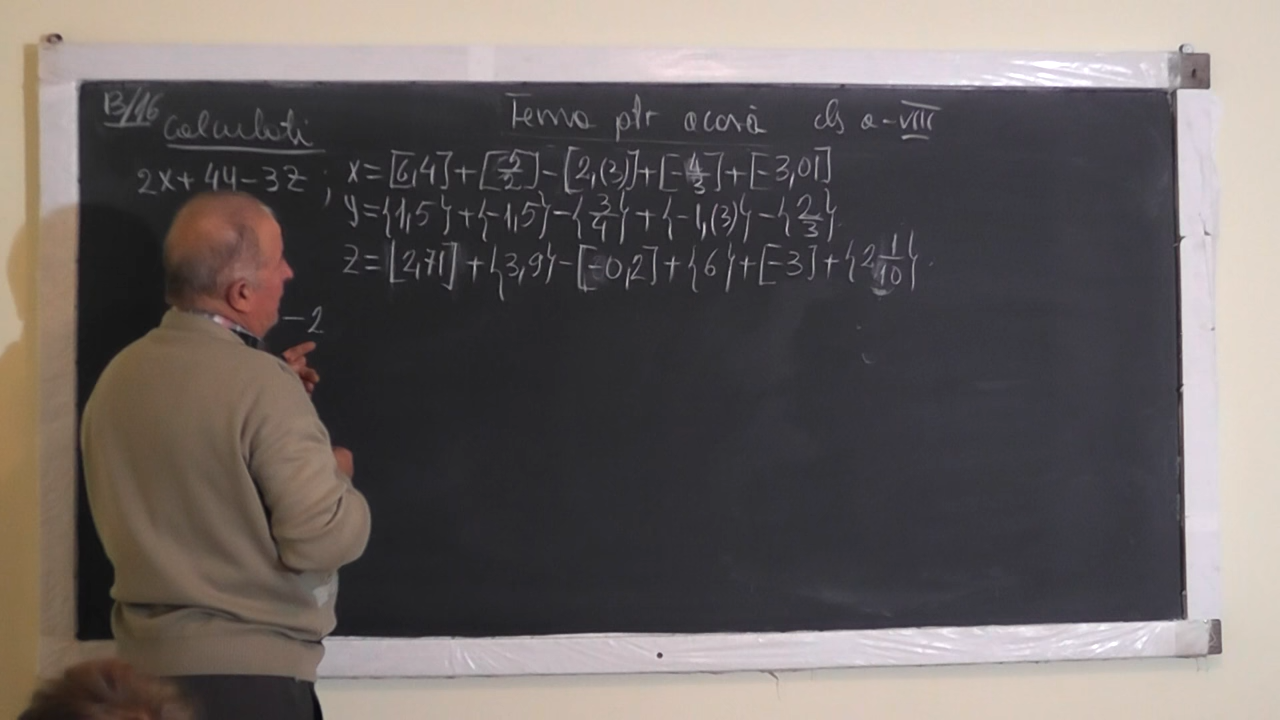 B/16 Calculati Tema ptr acasă cls a-VIII
2x+4y-3z ; x=[6,4]+[-5/2]-[2,(3)]+[-4/3]+[-3,01]
y={1,5}+{-1,5}-{3/4}+{-1,(3)}-{2/3}.
z=[2,71]+{3,9}-[-0,2]+{6}+[-3]+{2 1/10}.
-2